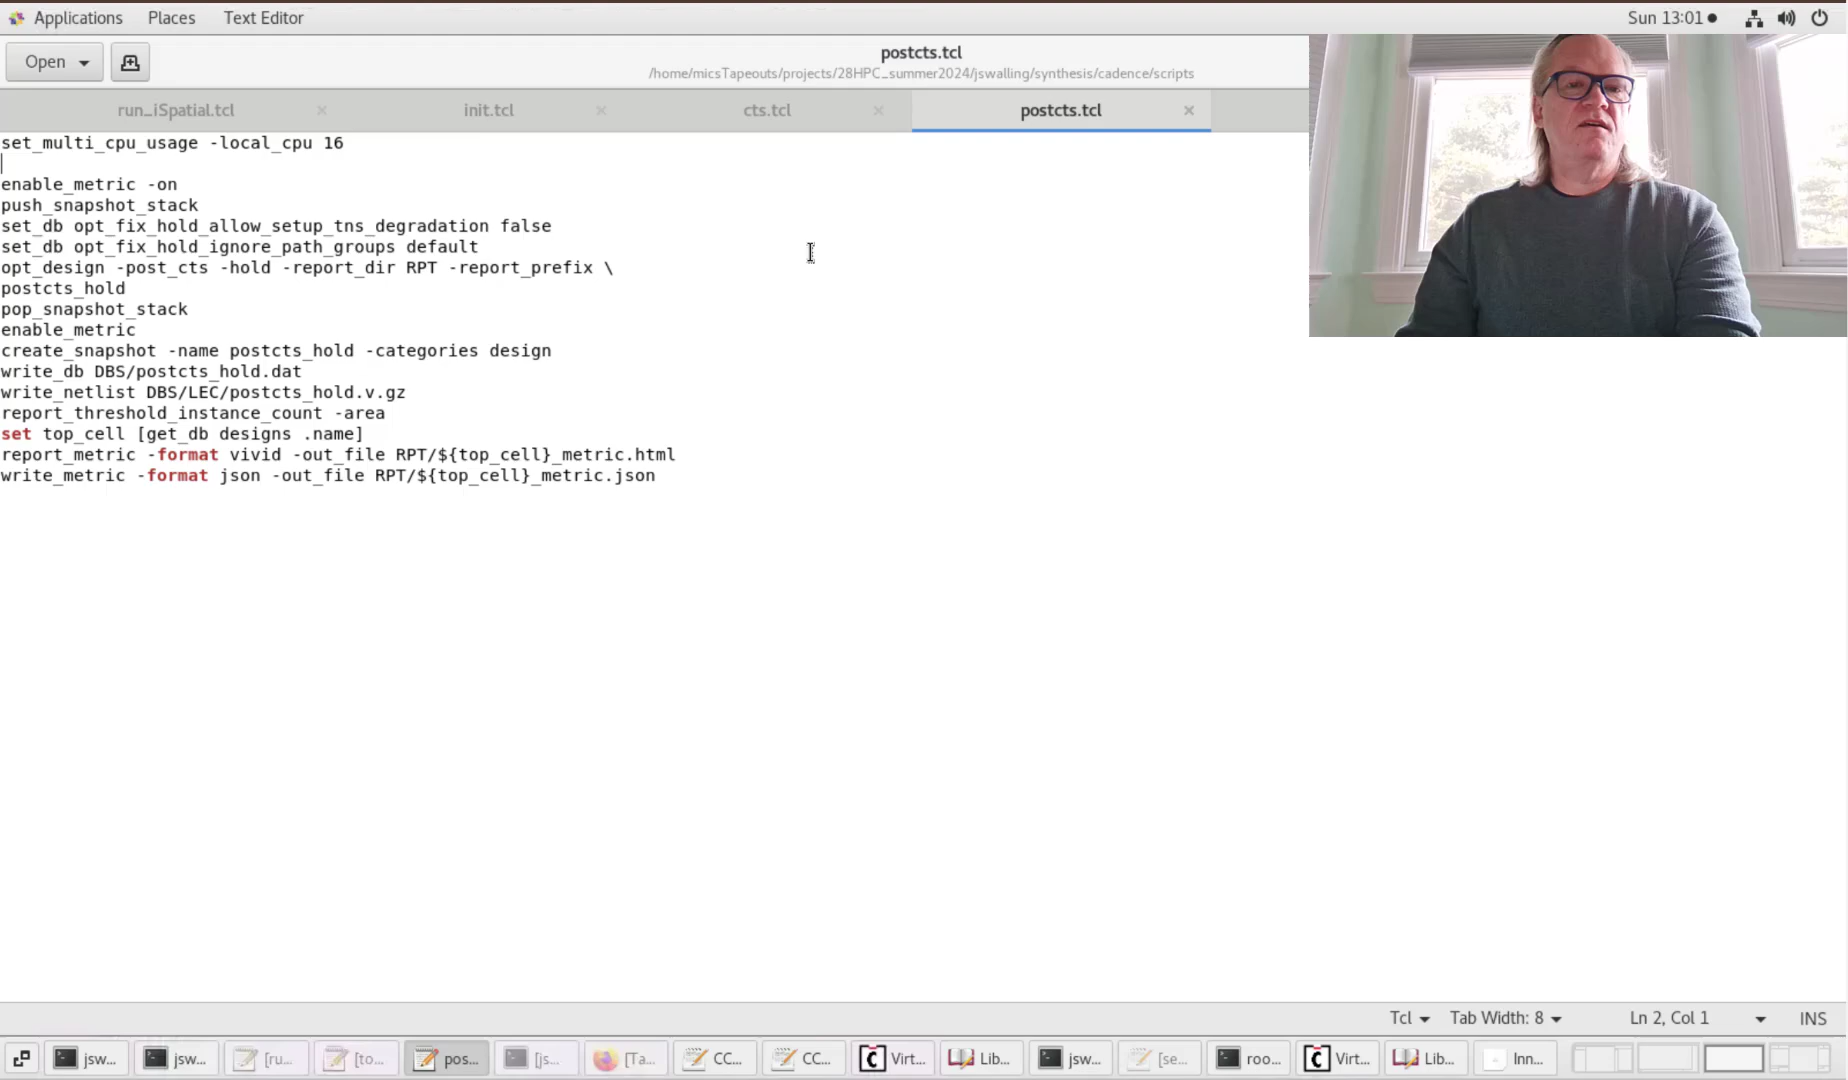 Applications Places Text Editor Sun 13:01
Open
postcts.tcl
/home/micsTapeouts/projects/28HPC_summer2024/jswalling/synthesis/cadence/scripts
run_iSpatial.tcl × init.tcl × cts.tcl × postcts.tcl ×
set_multi_cpu_usage -local_cpu 16
enable_metric -on
push_snapshot_stack
set_db opt_fix_hold_allow_setup_tns_degradation false
set_db opt_fix_hold_ignore_path_groups default
opt_design -post_cts -hold -report_dir RPT -report_prefix \
postcts_hold
pop_snapshot_stack
enable_metric
create_snapshot -name postcts_hold -categories design
write_db DBS/postcts_hold.dat
write_netlist DBS/LEC/postcts_hold.v.gz
report_threshold_instance_count -area
set top_cell [get_db designs .name]
report_metric -format vivid -out_file RPT/${top_cell}_metric.html
write_metric -format json -out_file RPT/${top_cell}_metric.json
Tcl Tab Width: 8 Ln 2, Col 1 INS
jsw... jsw... [ru... [to... pos... [js... [Ta... CC... CC... Virt... Lib... jsw... [se... roo... Virt... Lib... Inn...